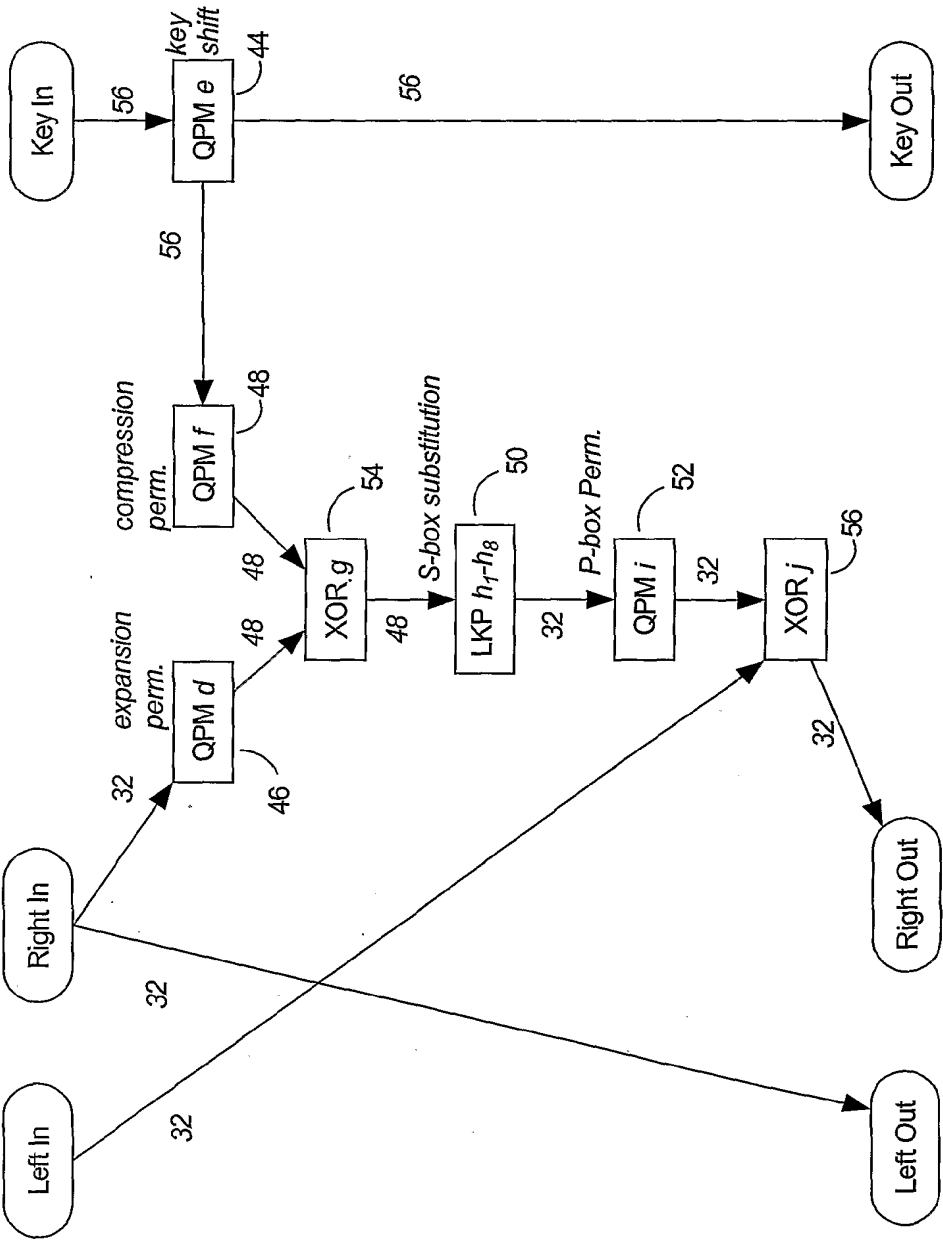 Left In
Right In
Key In
32
32
32
56
expansion
perm.
compression
perm.
key
shift
QPM d
46
QPM f
48
56
QPM e
44
48
48
56
XOR g
54
48
S-box substitution
LKP h1-h8
50
32
P-box Perm.
QPM i
52
32
XOR j
56
32
Left Out
Right Out
Key Out